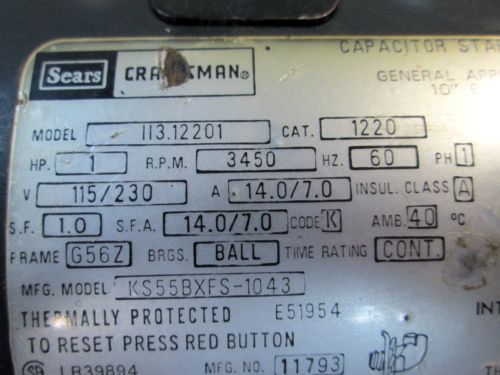 CAPACITOR STA
Sears CRAFTSMAN®
GENERAL APP
10"
MODEL 113.12201 CAT. 1220
HP. 1 R.P.M. 3450 HZ. 60 PH 1
V 115/230 A 14.0/7.0 INSUL. CLASS A
S.F. 1.0 S.F.A. 14.0/7.0 CODE K AMB. 40 °C
FRAME G56Z BRGS. BALL TIME RATING CONT.
MFG. MODEL KS55BXFS-1043
THERMALLY PROTECTED E51954 INT
TO RESET PRESS RED BUTTON
LR39894 MFG. NO. 11793 TH